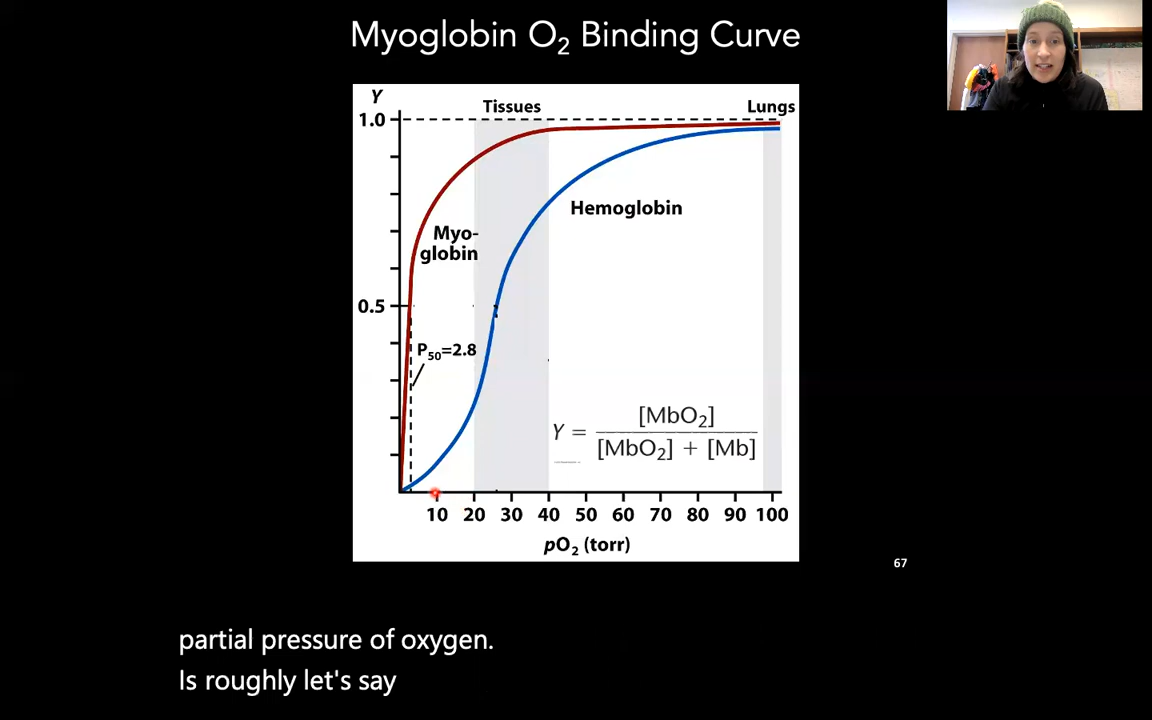 Myoglobin O₂ Binding Curve
Y
Tissues
Lungs
1.0
Hemoglobin
Myo-
globin
0.5
P₅₀=2.8
Y = [MbO₂] / [MbO₂] + [Mb]
10 20 30 40 50 60 70 80 90 100
pO₂ (torr)
67
partial pressure of oxygen.
Is roughly let's say